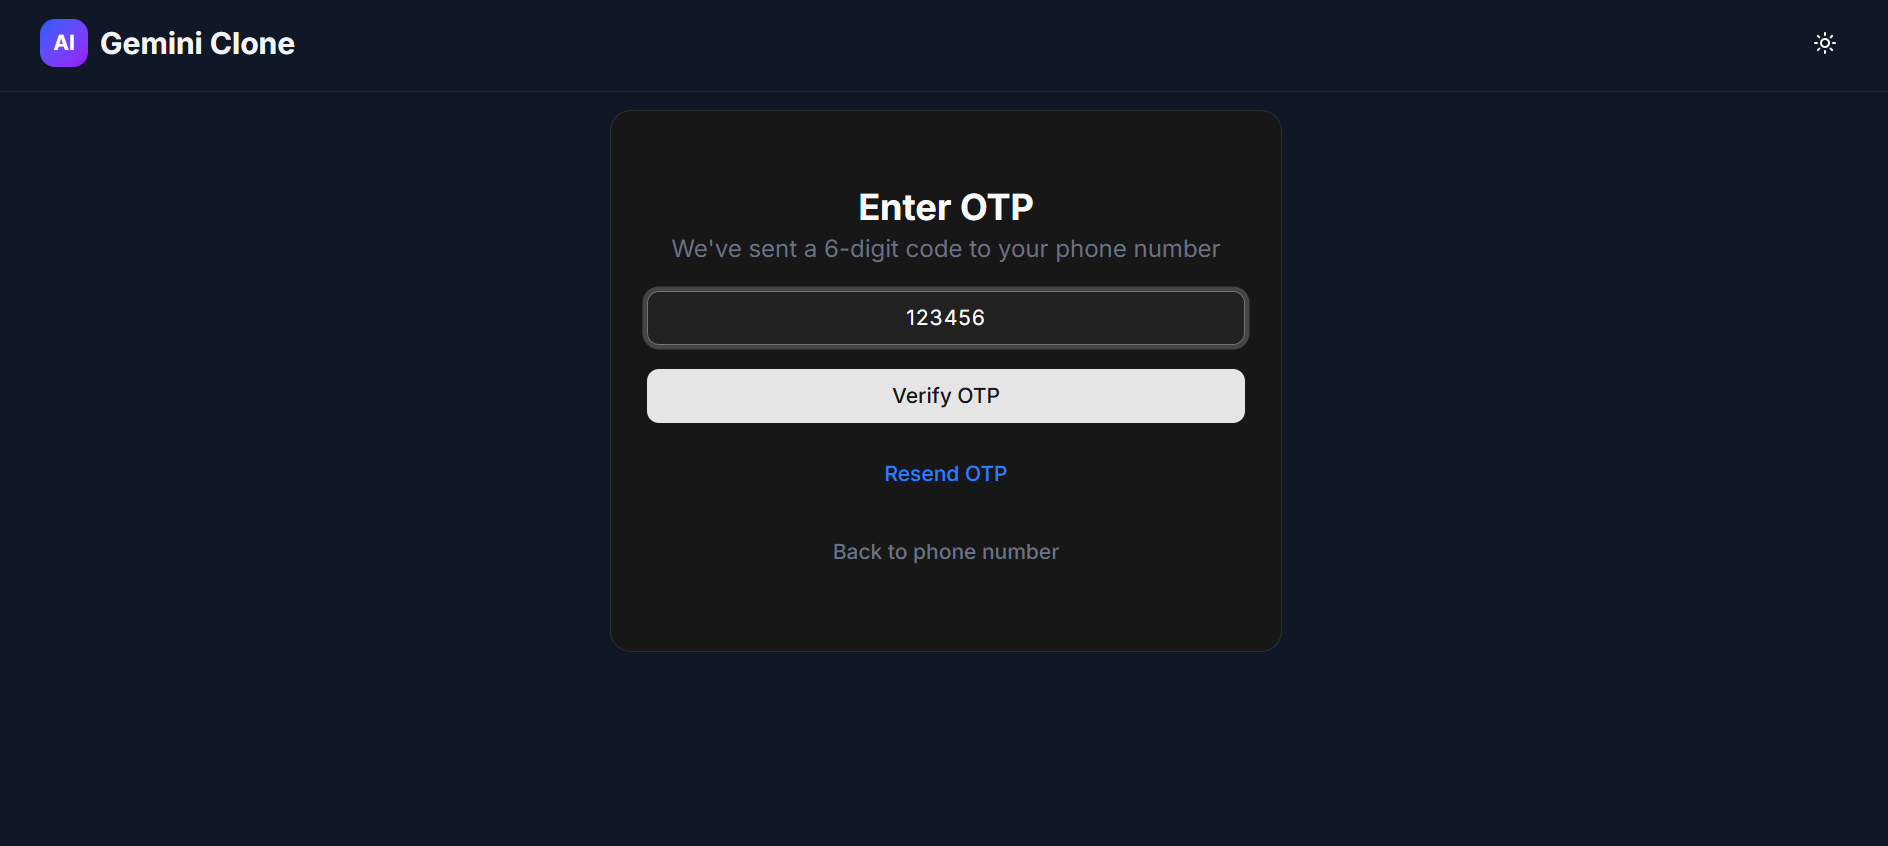 AI Gemini Clone
Enter OTP
We've sent a 6-digit code to your phone number
123456
Verify OTP
Resend OTP
Back to phone number